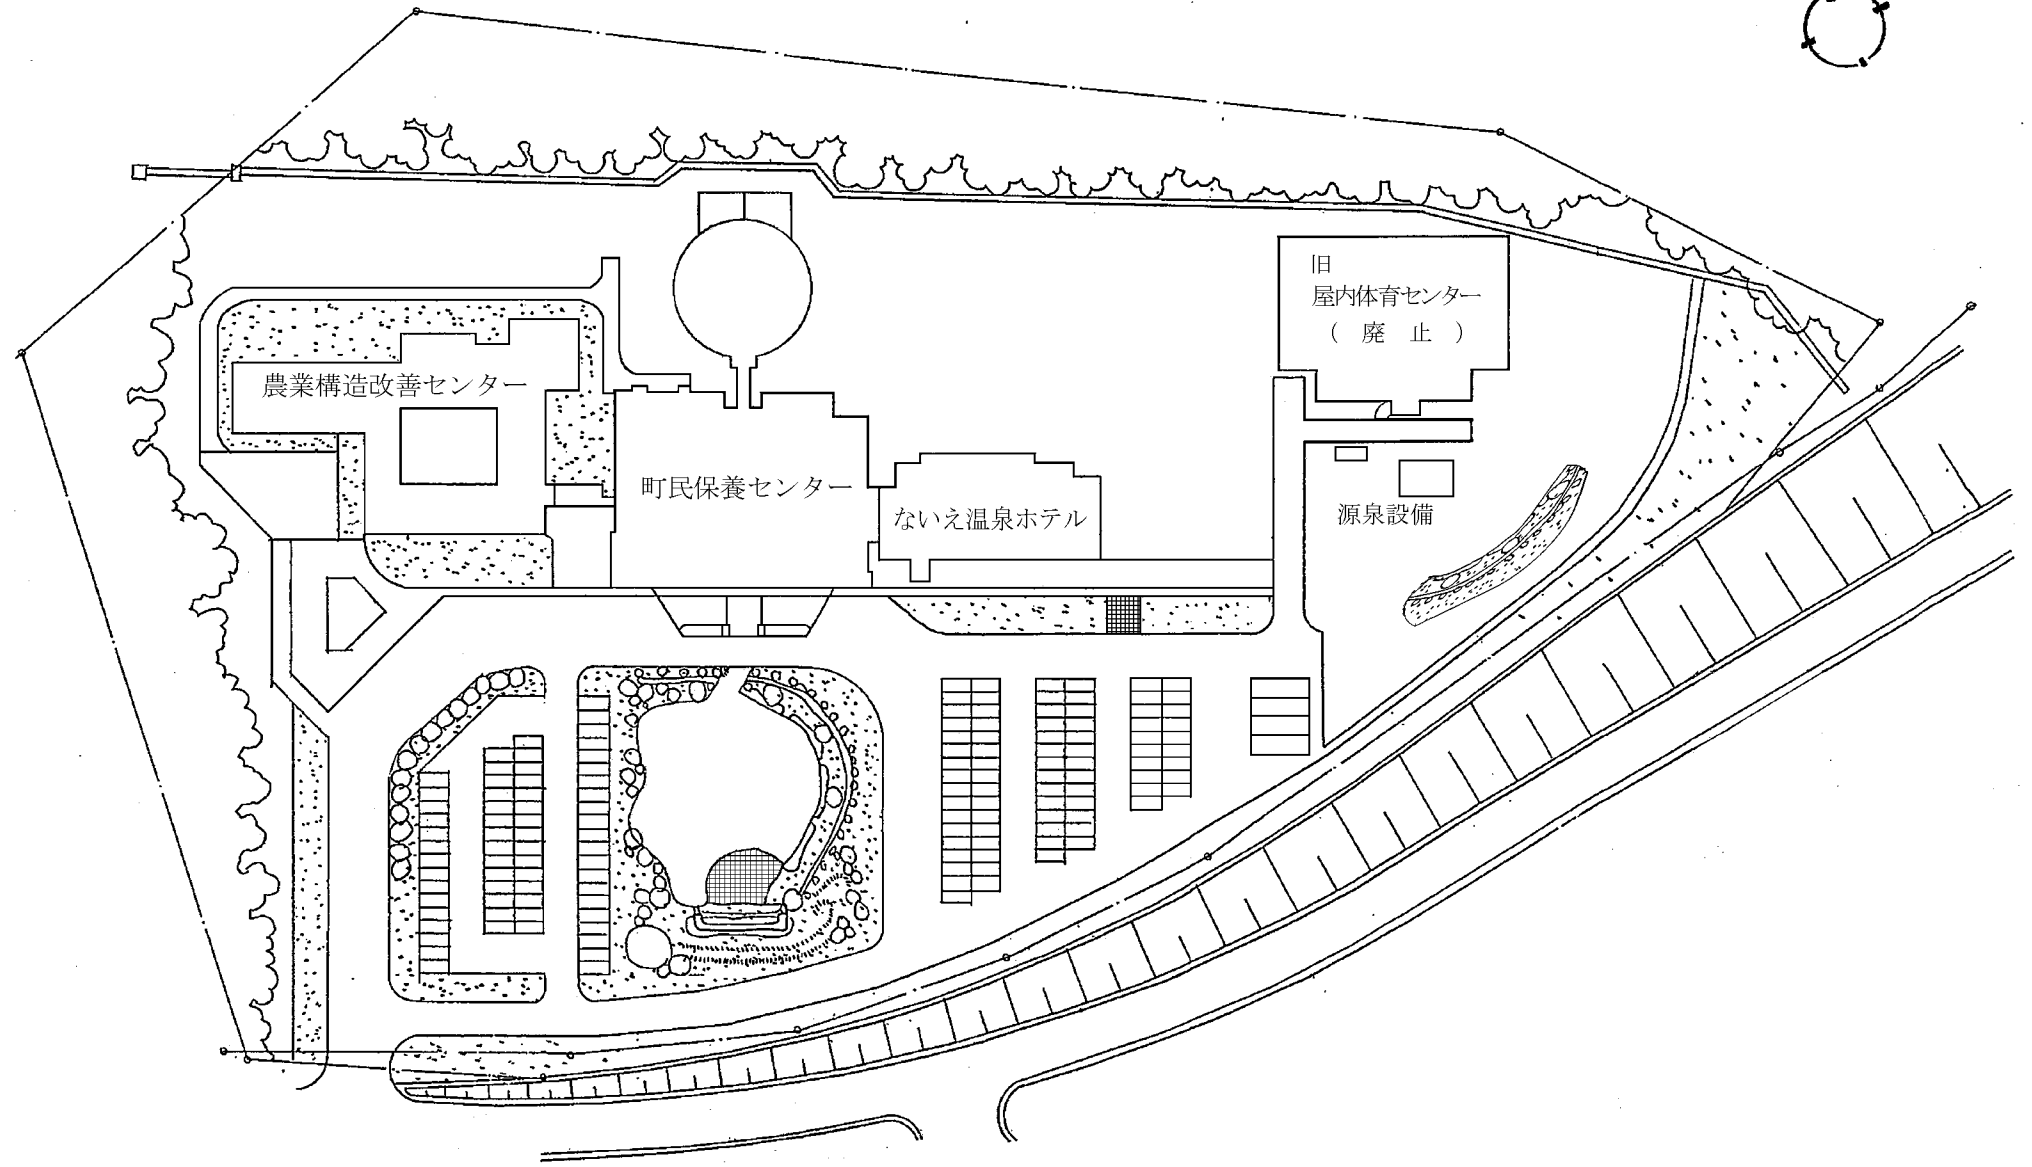 旧
屋内体育センター
（ 廃 止 ）
農業構造改善センター
町民保養センター
ないえ温泉ホテル
源泉設備